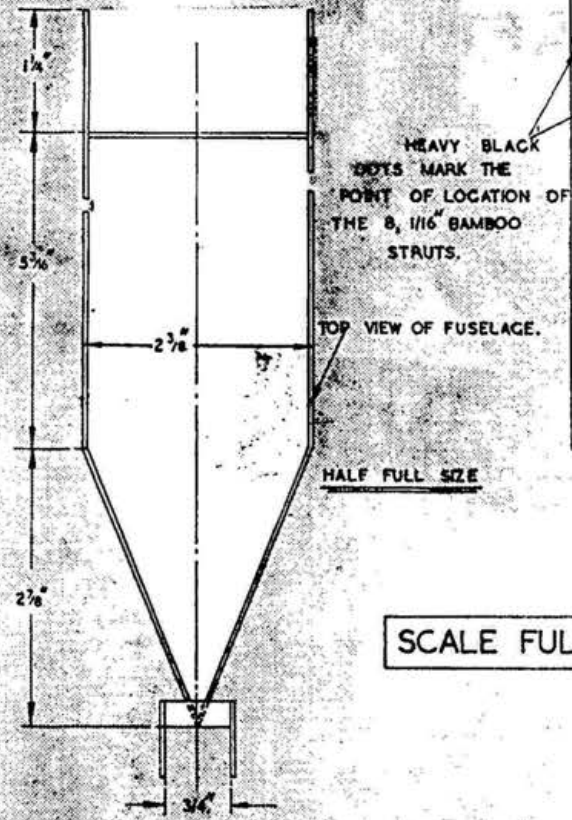 1¼"
HEAVY BLACK
DOTS MARK THE
POINT OF LOCATION OF
THE 8, 1/16" BAMBOO
STRUTS.
5 3/16"
2 3/8"
TOP VIEW OF FUSELAGE.
HALF FULL SIZE
2 7/8"
SCALE FUL
3/4"